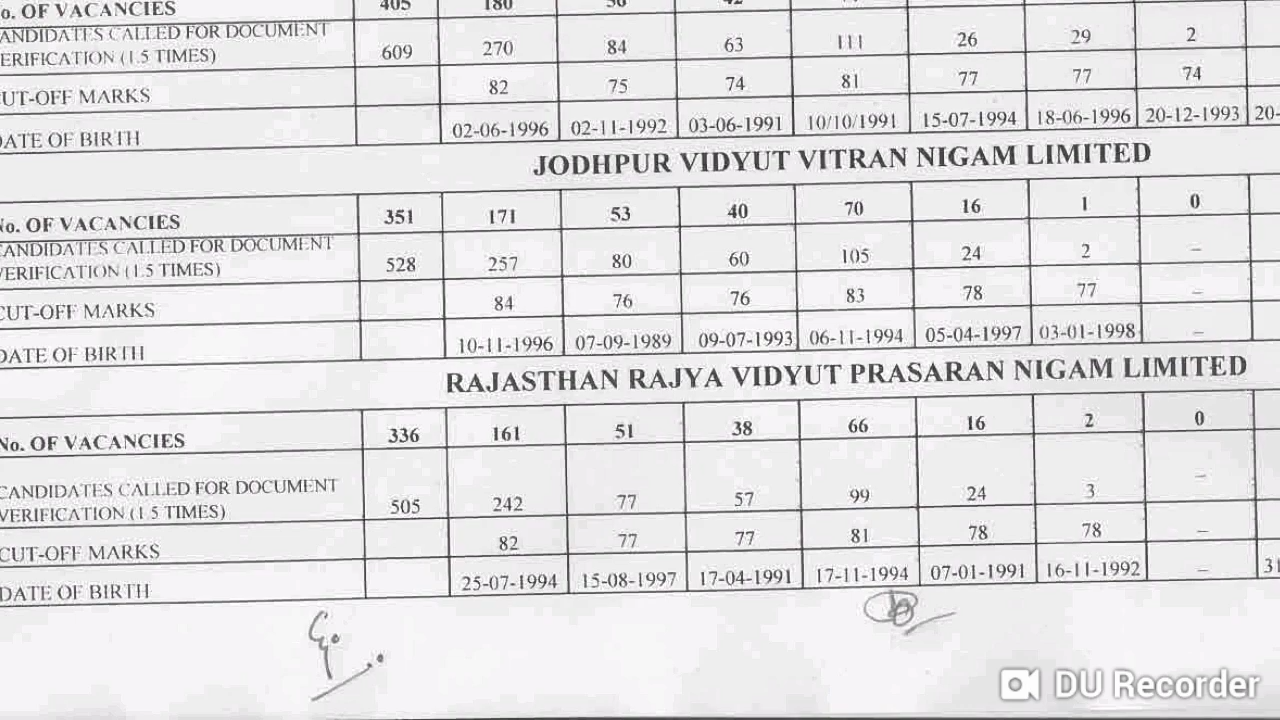 o. OF VACANCIES 405 180
ANDIDATES CALLED FOR DOCUMENT
ERIFICATION (1.5 TIMES) 609 270 84 63 111 26 29 2
UT-OFF MARKS 82 75 74 81 77 77 74
ATE OF BIRTH 02-06-1996 02-11-1992 03-06-1991 10/10/1991 15-07-1994 18-06-1996 20-12-1993 20-
JODHPUR VIDYUT VITRAN NIGAM LIMITED
No. OF VACANCIES 351 171 53 40 70 16 1 0
CANDIDATES CALLED FOR DOCUMENT
VERIFICATION (1.5 TIMES) 528 257 80 60 105 24 2 –
CUT-OFF MARKS 84 76 76 83 78 77 –
DATE OF BIRTH 10-11-1996 07-09-1989 09-07-1993 06-11-1994 05-04-1997 03-01-1998 –
RAJASTHAN RAJYA VIDYUT PRASARAN NIGAM LIMITED
No. OF VACANCIES 336 161 51 38 66 16 2 0
CANDIDATES CALLED FOR DOCUMENT
VERIFICATION (1.5 TIMES) 505 242 77 57 99 24 3 –
CUT-OFF MARKS 82 77 77 81 78 78 –
DATE OF BIRTH 25-07-1994 15-08-1997 17-04-1991 17-11-1994 07-01-1991 16-11-1992 – 31
DU Recorder